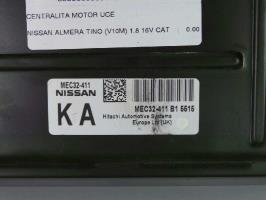 CENTRALITA MOTOR UCE
NISSAN ALMERA TINO (V10M) 1.8 16V CAT 0.00
MEC32-411
NISSAN
KA
MEC32-411 B1 5515
Hitachi Automotive Systems
Europe Ltd (UK)